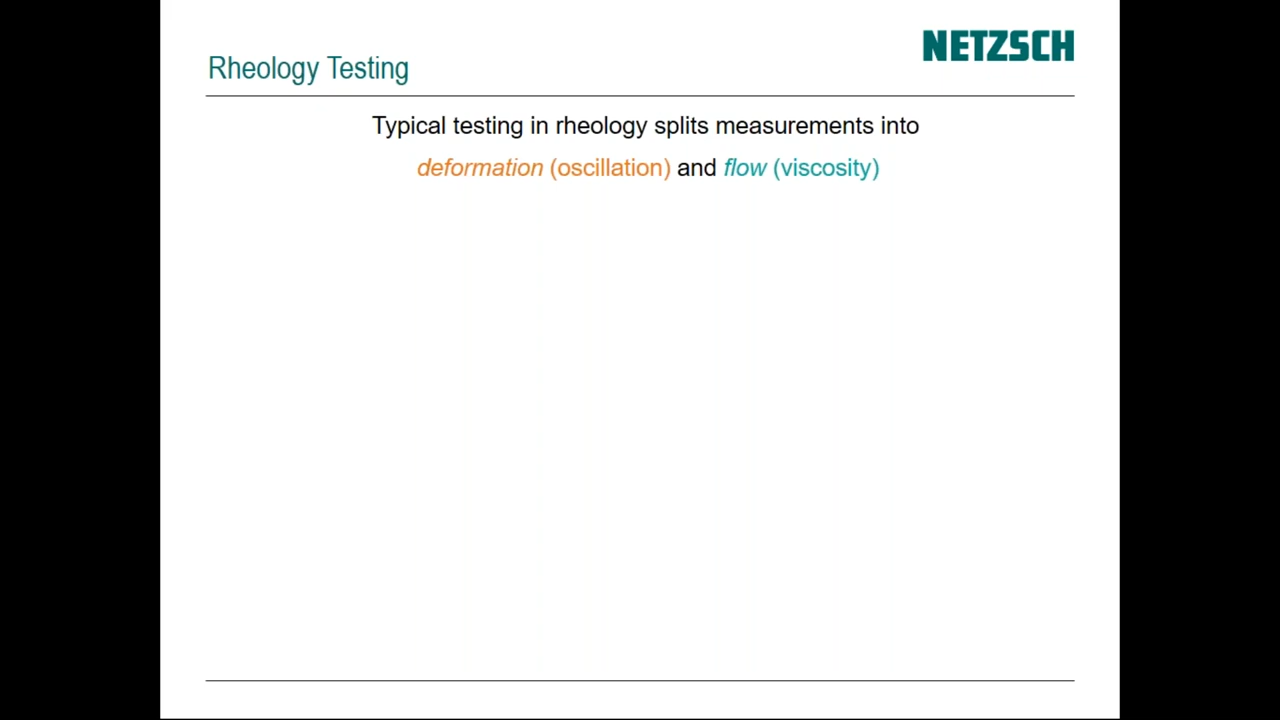 NETZSCH
Rheology Testing
Typical testing in rheology splits measurements into
deformation (oscillation) and flow (viscosity)